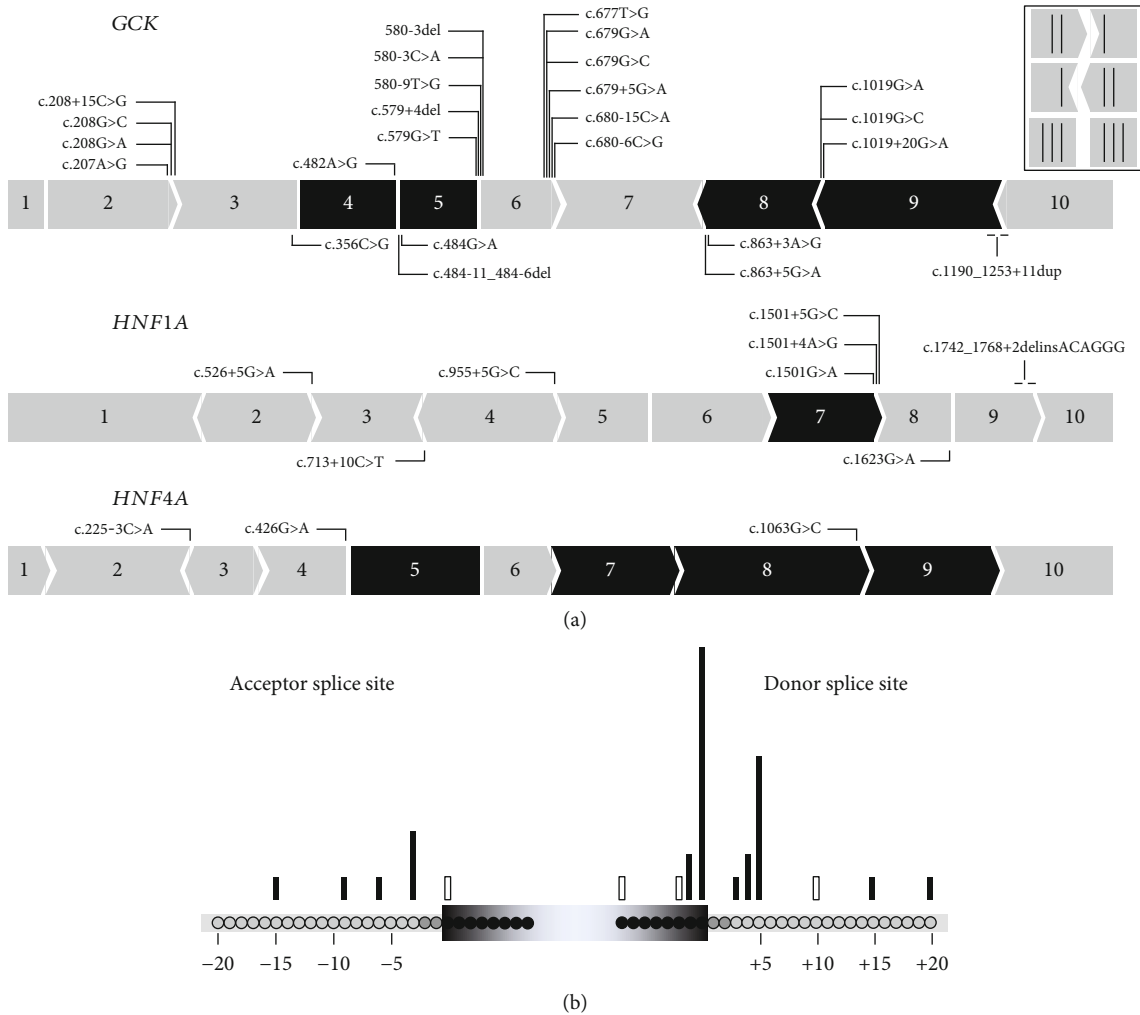 GCK
c.208+15C>G
c.208G>C
c.208G>A
c.207A>G
580-3del
580-3C>A
580-9T>G
c.579+4del
c.579G>T
c.482A>G
c.677T>G
c.679G>A
c.679G>C
c.679+5G>A
c.680-15C>A
c.680-6C>G
c.1019G>A
c.1019G>C
c.1019+20G>A
1 2 3 4 5 6 7 8 9 10
c.356C>G
c.484G>A
c.484-11_484-6del
c.863+3A>G
c.863+5G>A
c.1190_1253+11dup
HNF1A
c.526+5G>A
c.955+5G>C
c.1501+5G>C
c.1501+4A>G
c.1501G>A
c.1742_1768+2delinsACAGGG
1 2 3 4 5 6 7 8 9 10
c.713+10C>T
c.1623G>A
HNF4A
c.225-3C>A
c.426G>A
c.1063G>C
1 2 3 4 5 6 7 8 9 10
(a)
Acceptor splice site
Donor splice site
−20 −15 −10 −5 +5 +10 +15 +20
(b)